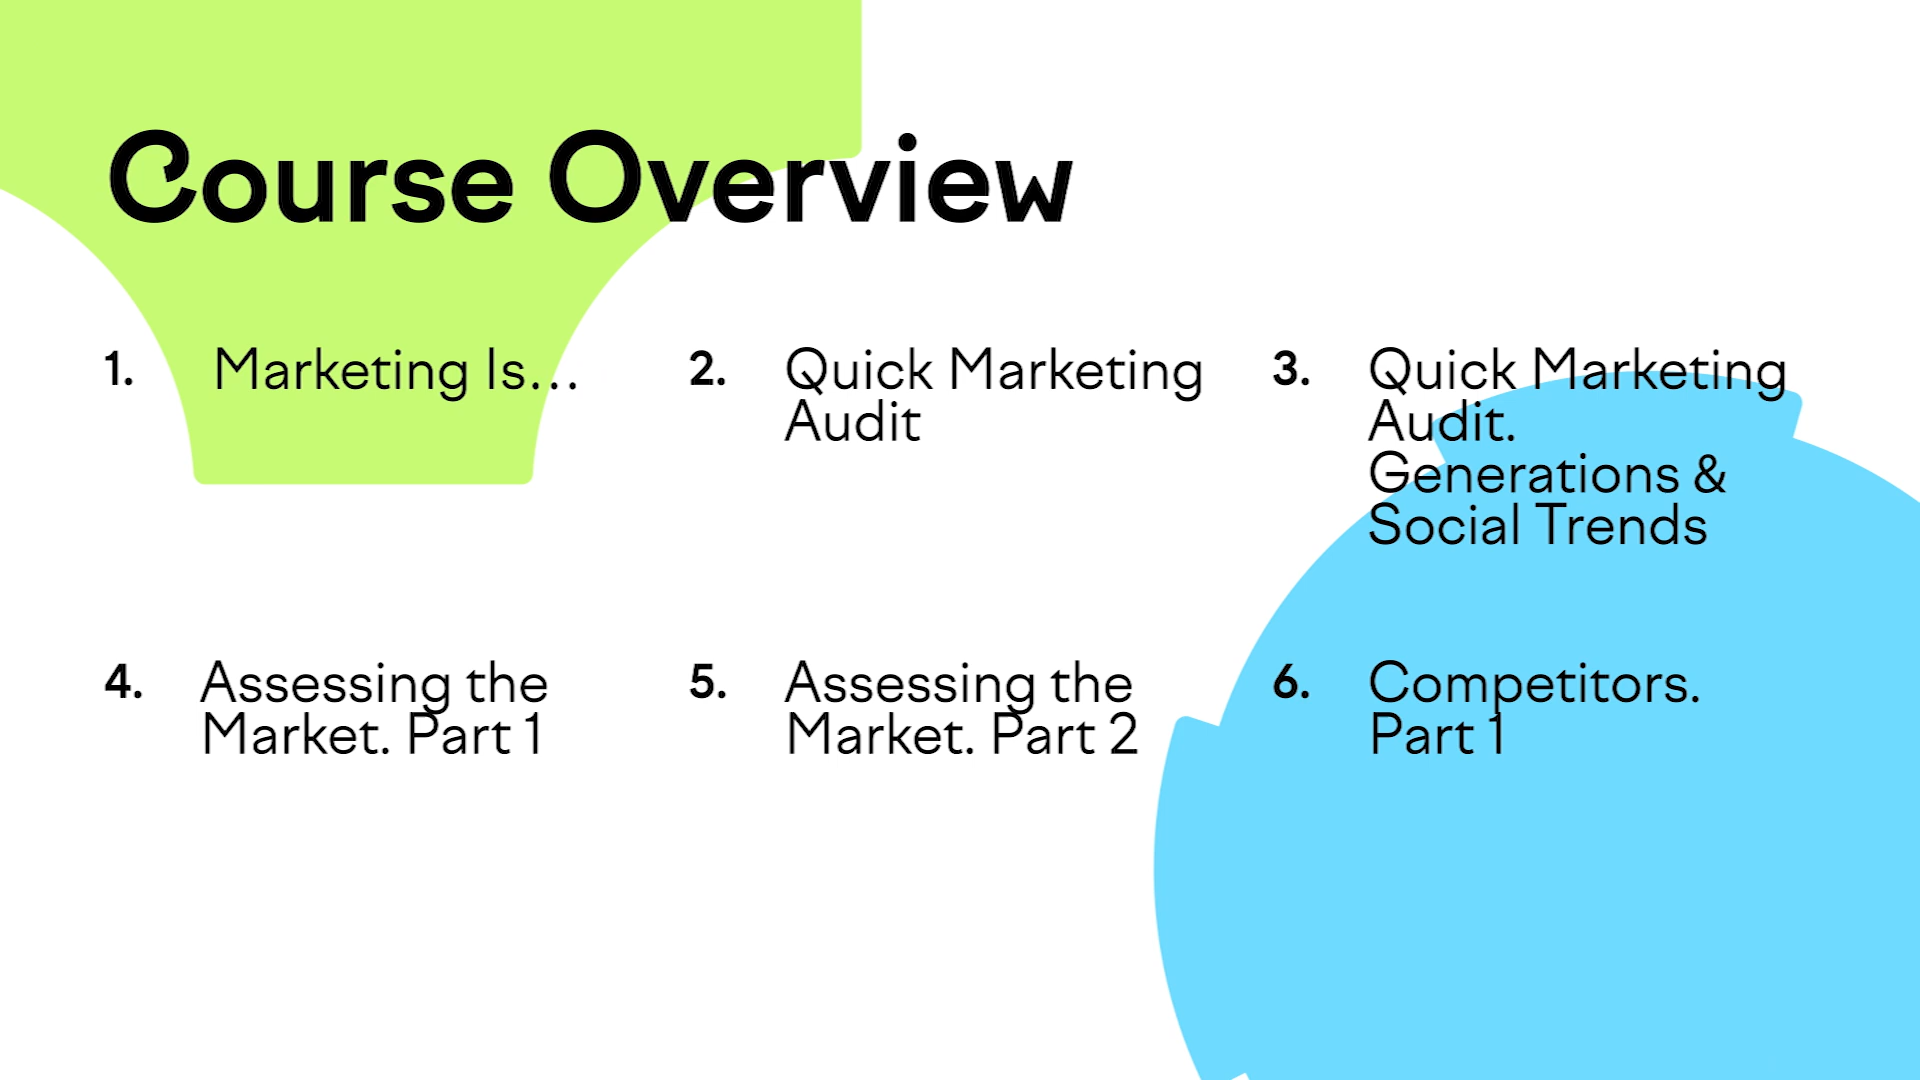 Course Overview
1. Marketing Is...
2. Quick Marketing
Audit
3. Quick Marketing
Audit.
Generations &
Social Trends
4. Assessing the
Market. Part 1
5. Assessing the
Market. Part 2
6. Competitors.
Part 1